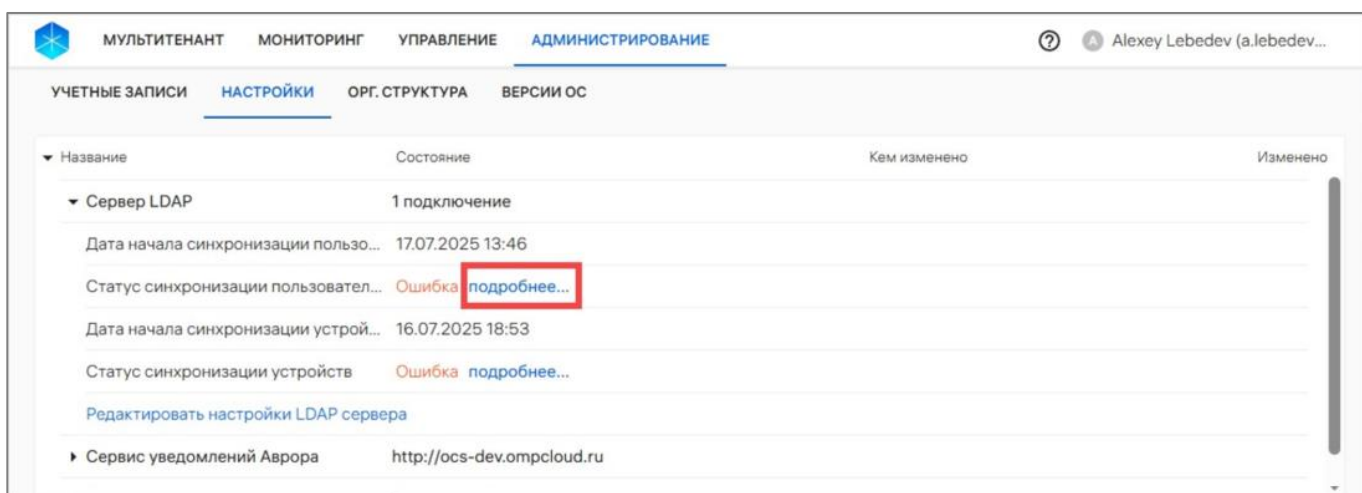 МУЛЬТИТЕНАНТ МОНИТОРИНГ УПРАВЛЕНИЕ АДМИНИСТРИРОВАНИЕ A Alexey Lebedev (a.lebedev...
УЧЕТНЫЕ ЗАПИСИ НАСТРОЙКИ ОРГ. СТРУКТУРА ВЕРСИИ ОС
Название Состояние Кем изменено Изменено
Сервер LDAP 1 подключение
Дата начала синхронизации пользо... 17.07.2025 13:46
Статус синхронизации пользовател... Ошибка подробнее...
Дата начала синхронизации устрой... 16.07.2025 18:53
Статус синхронизации устройств Ошибка подробнее...
Редактировать настройки LDAP сервера
Сервис уведомлений Аврора http://ocs-dev.ompcloud.ru